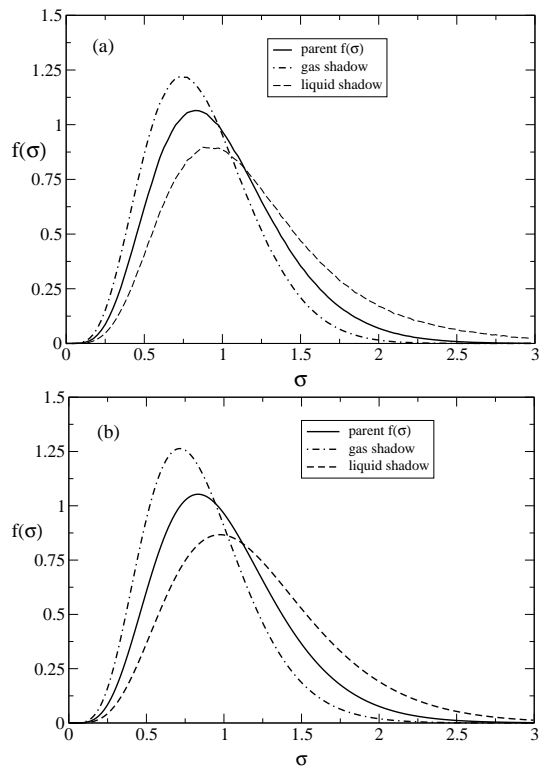 1.5
(a)
parent f(σ)
gas shadow
liquid shadow
1.25
1
f(σ)
0.75
0.5
0.25
0
0 0.5 1 1.5 2 2.5 3
σ
1.5
(b)
parent f(σ)
gas shadow
liquid shadow
1.25
1
f(σ)
0.75
0.5
0.25
0
0 0.5 1 1.5 2 2.5 3
σ